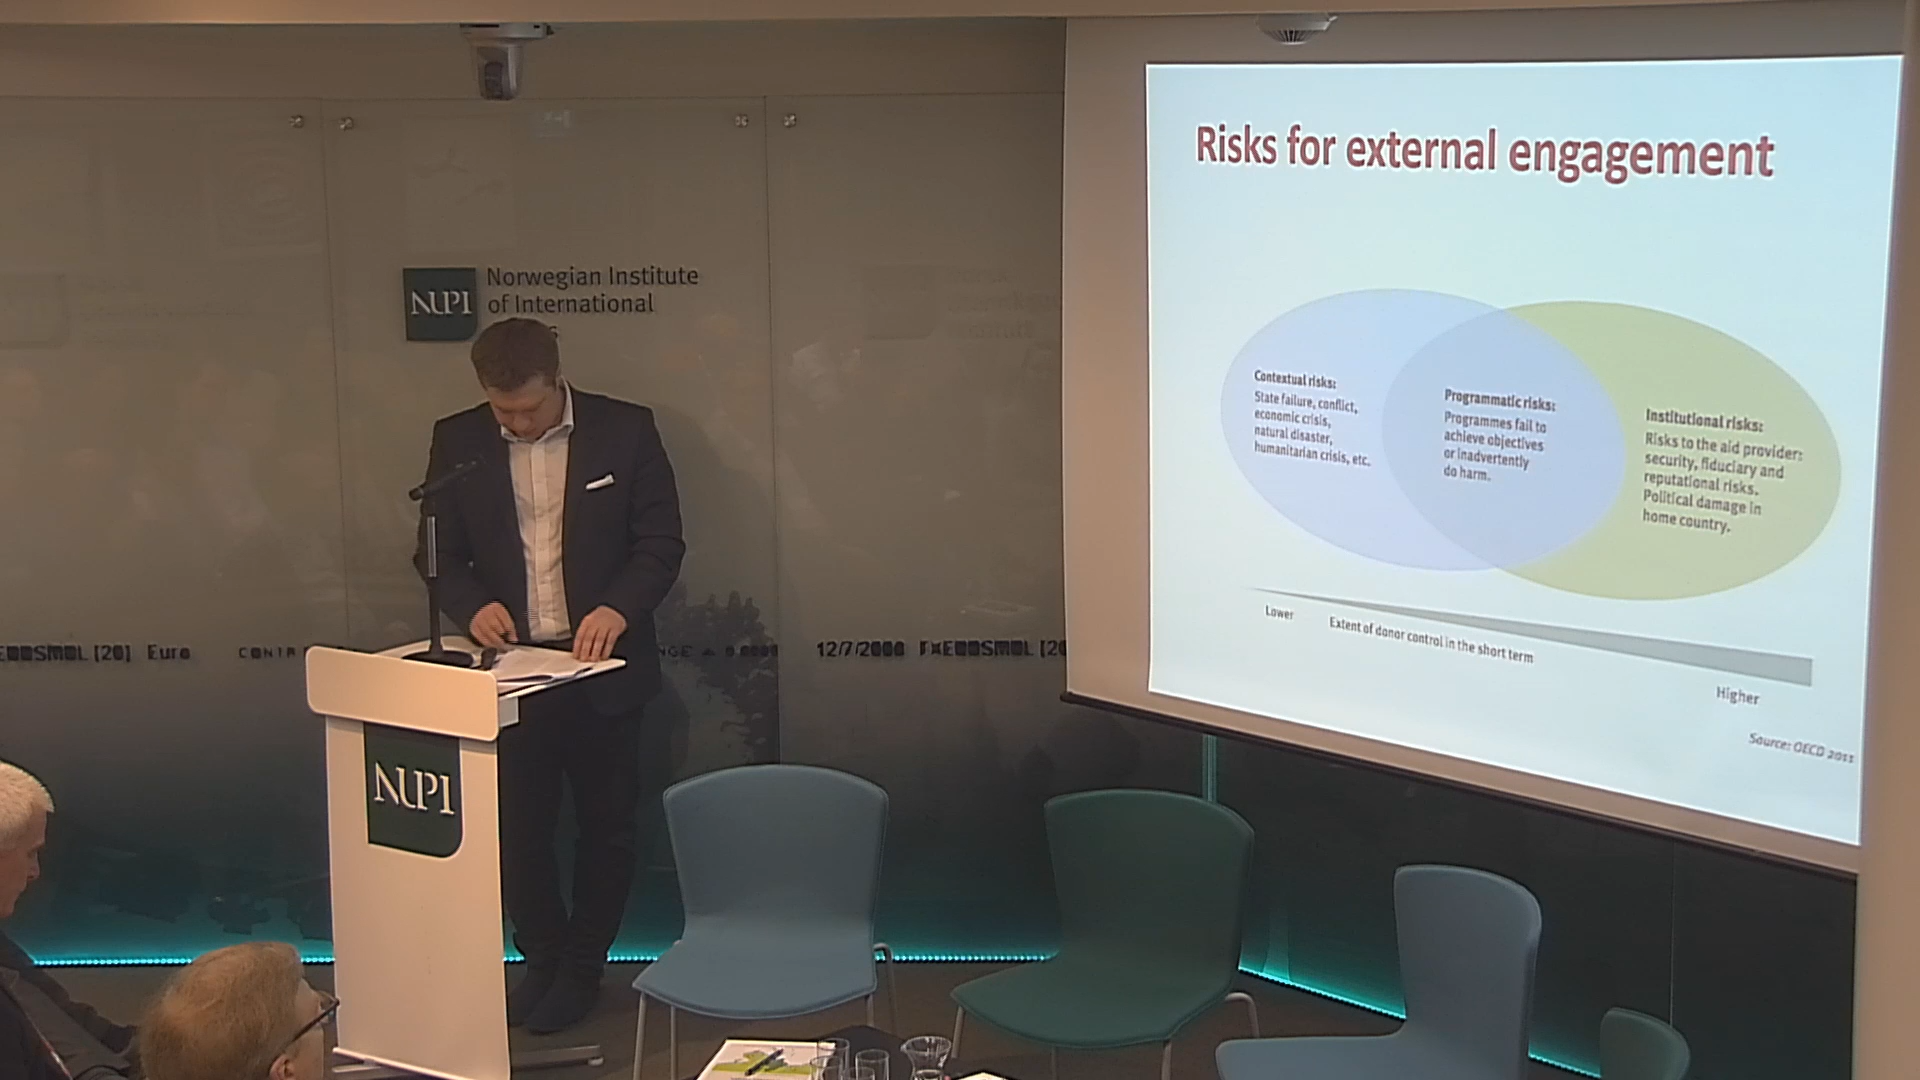 Norwegian Institute
of International
NUPI
NUPI
Euro
12/7/2000
Risks for external engagement
Contextual risks:
State failure, conflict,
economic crisis,
natural disaster,
humanitarian crisis, etc.
Programmatic risks:
Programmes fail to
achieve objectives
or inadvertently
do harm.
Institutional risks:
Risks to the aid provider:
security, fiduciary and
reputational risks.
Political damage in
home country.
Lower
Extent of donor control in the short term
Higher
Source: OECD 2011